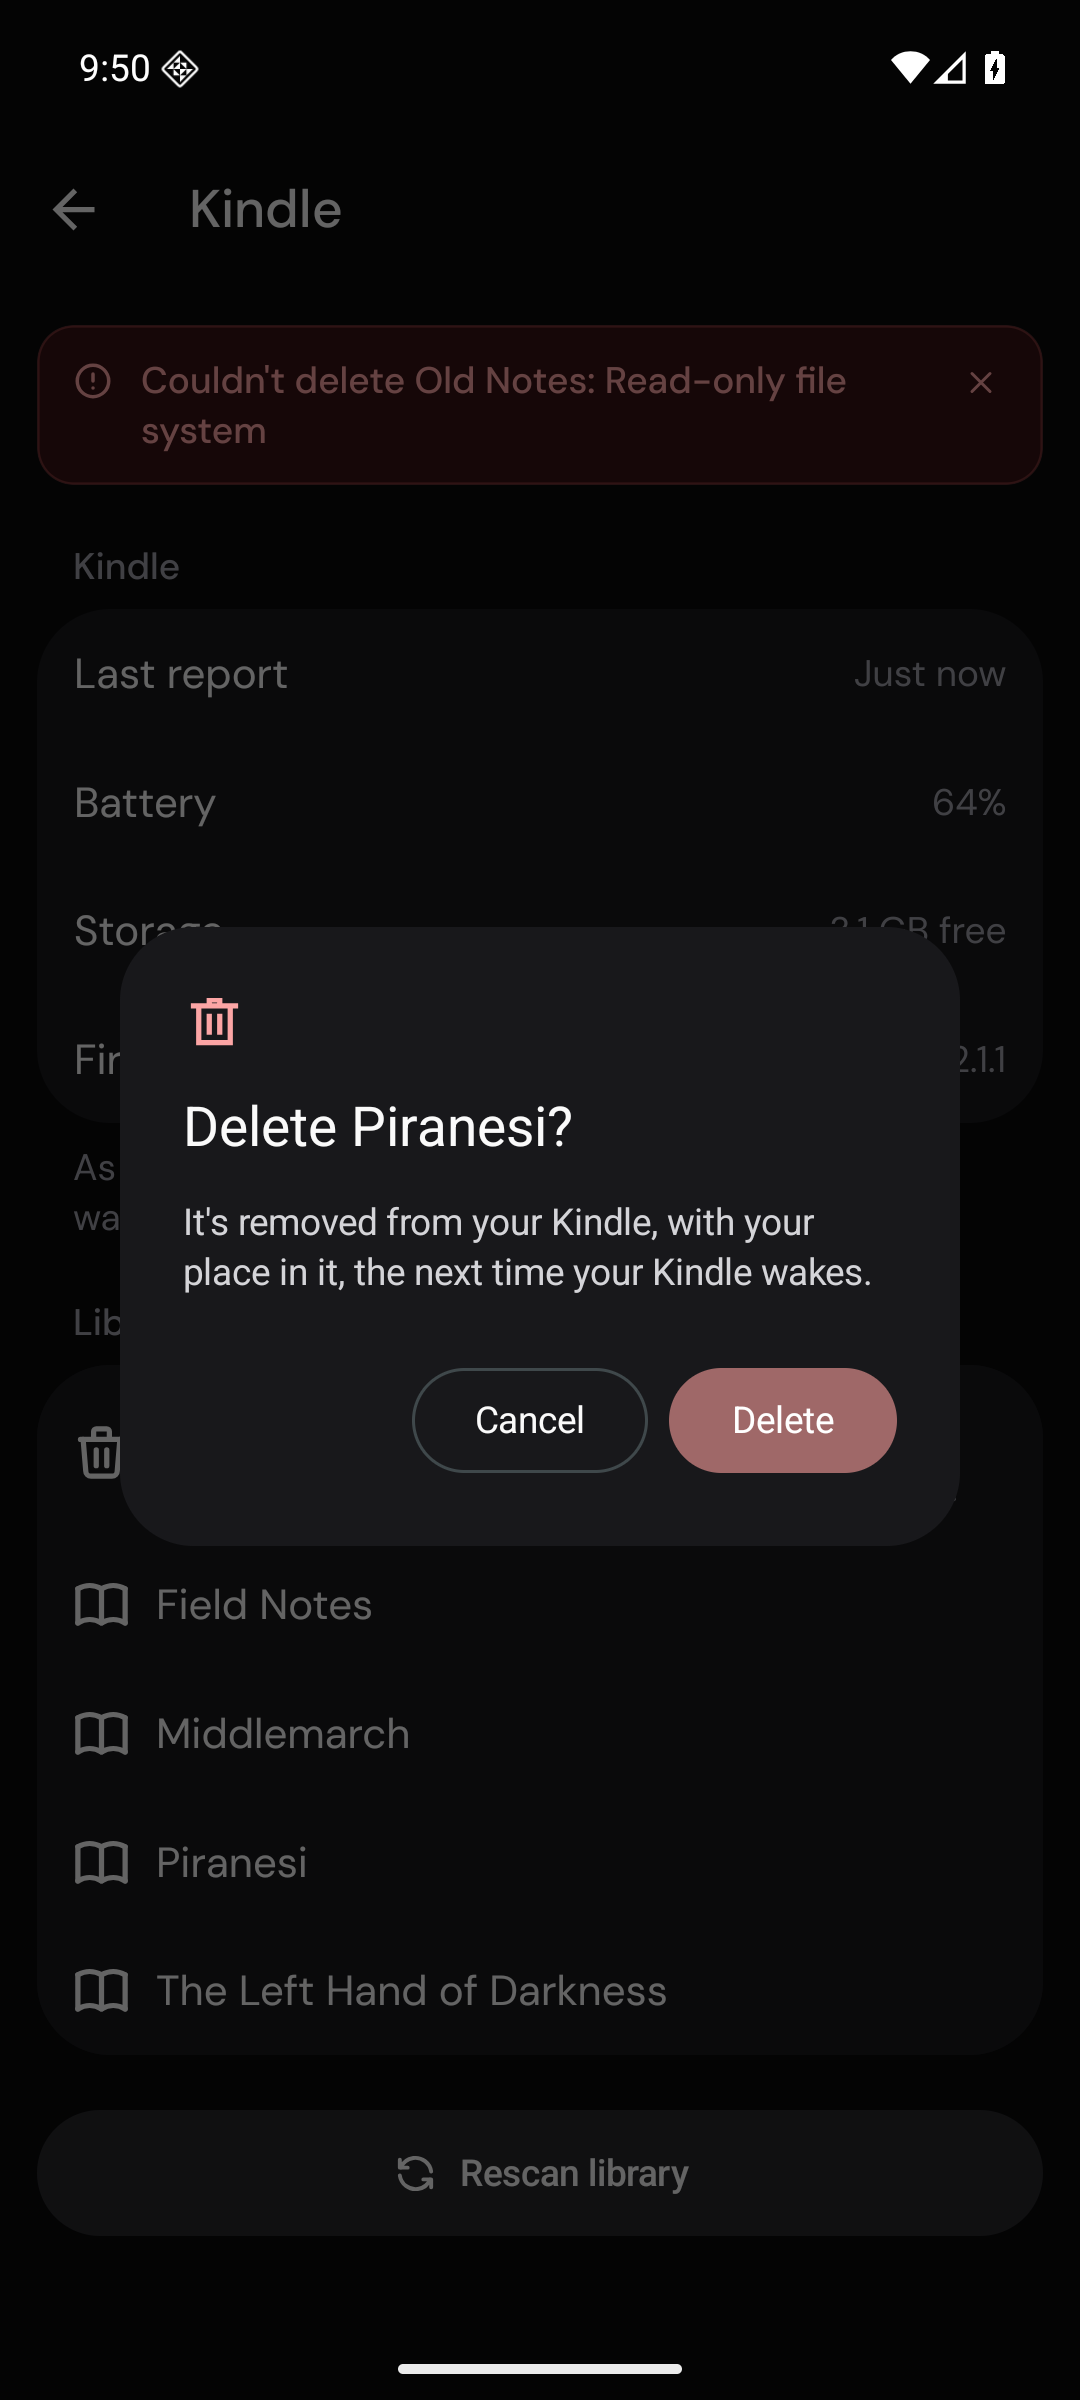 9:50
Kindle
Couldn't delete Old Notes: Read-only file
system
Kindle
Last report
Just now
Battery
64%
free
Delete Piranesi?
It's removed from your Kindle, with your
place in it, the next time your Kindle wakes.
Cancel
Delete
Field Notes
Middlemarch
Piranesi
The Left Hand of Darkness
Rescan library